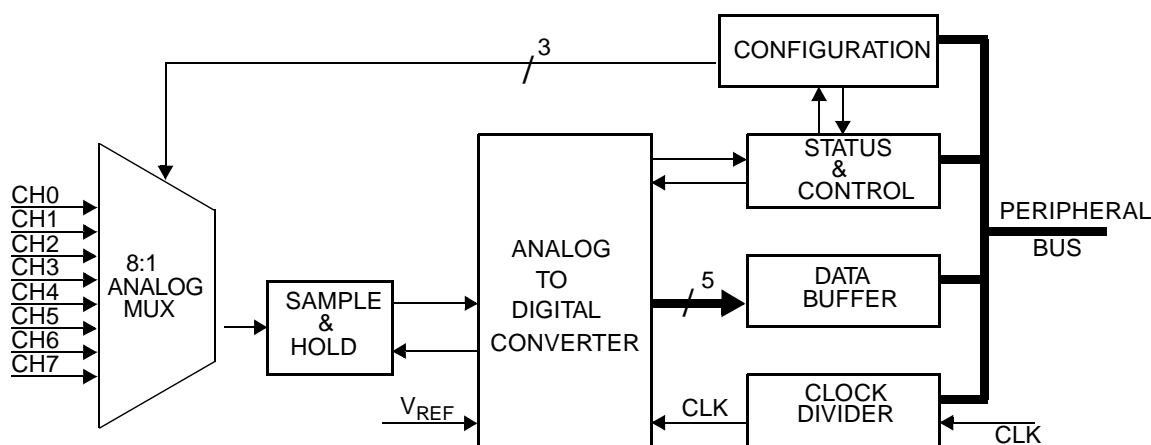 3
CONFIGURATION
STATUS
&
CONTROL
CH0
CH1
CH2
CH3
CH4
CH5
CH6
CH7
8:1
ANALOG
MUX
SAMPLE
&
HOLD
ANALOG
TO
DIGITAL
CONVERTER
5
DATA
BUFFER
PERIPHERAL
BUS
VREF
CLK
CLOCK
DIVIDER
CLK